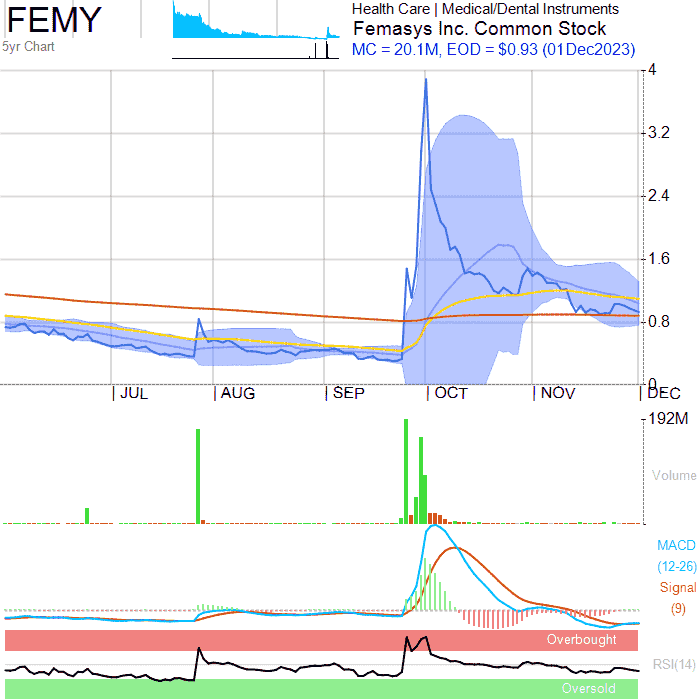 FEMY
5yr Chart
Health Care | Medical/Dental Instruments
Femasys Inc. Common Stock
MC = 20.1M, EOD = $0.93 (01Dec2023)
4
3.2
2.4
1.6
0.8
0
| JUL | AUG | SEP | OCT | NOV | DEC
192M
Volume
MACD
(12-26)
Signal
(9)
Overbought
RSI(14)
Oversold